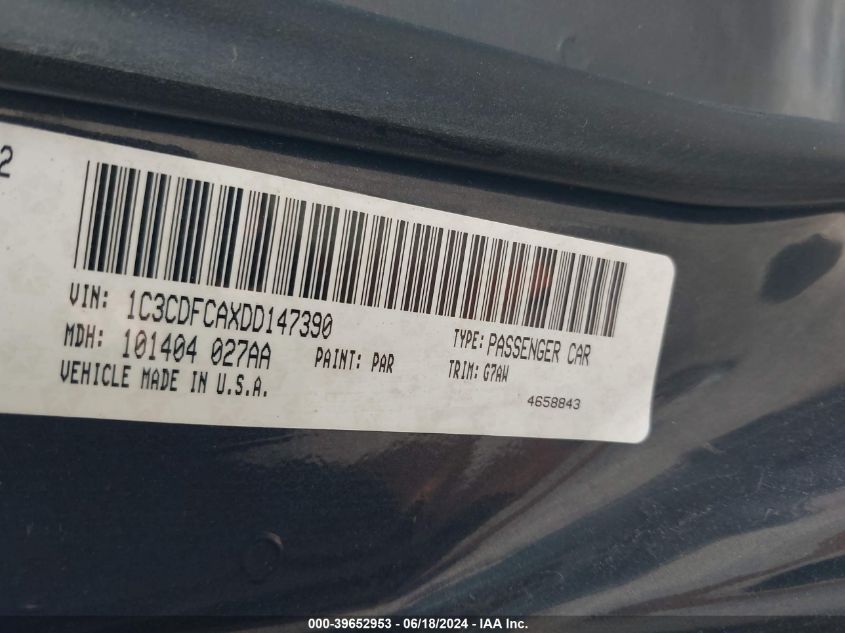 2
VIN: 1C3CDFCAXDD147390
MDH: 101404 027AA PAINT: PAR TYPE: PASSENGER CAR
VEHICLE MADE IN U.S.A. TRIM: G7AW
4658843
000-39652953 - 06/18/2024 - IAA Inc.